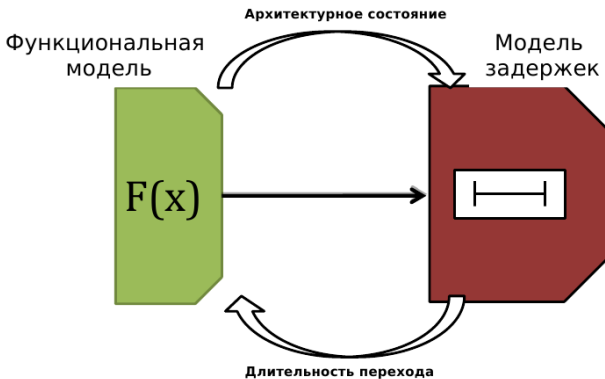 Архитектурное состояние
Функциональная
модель
Модель
задержек
F(x)
Длительность перехода